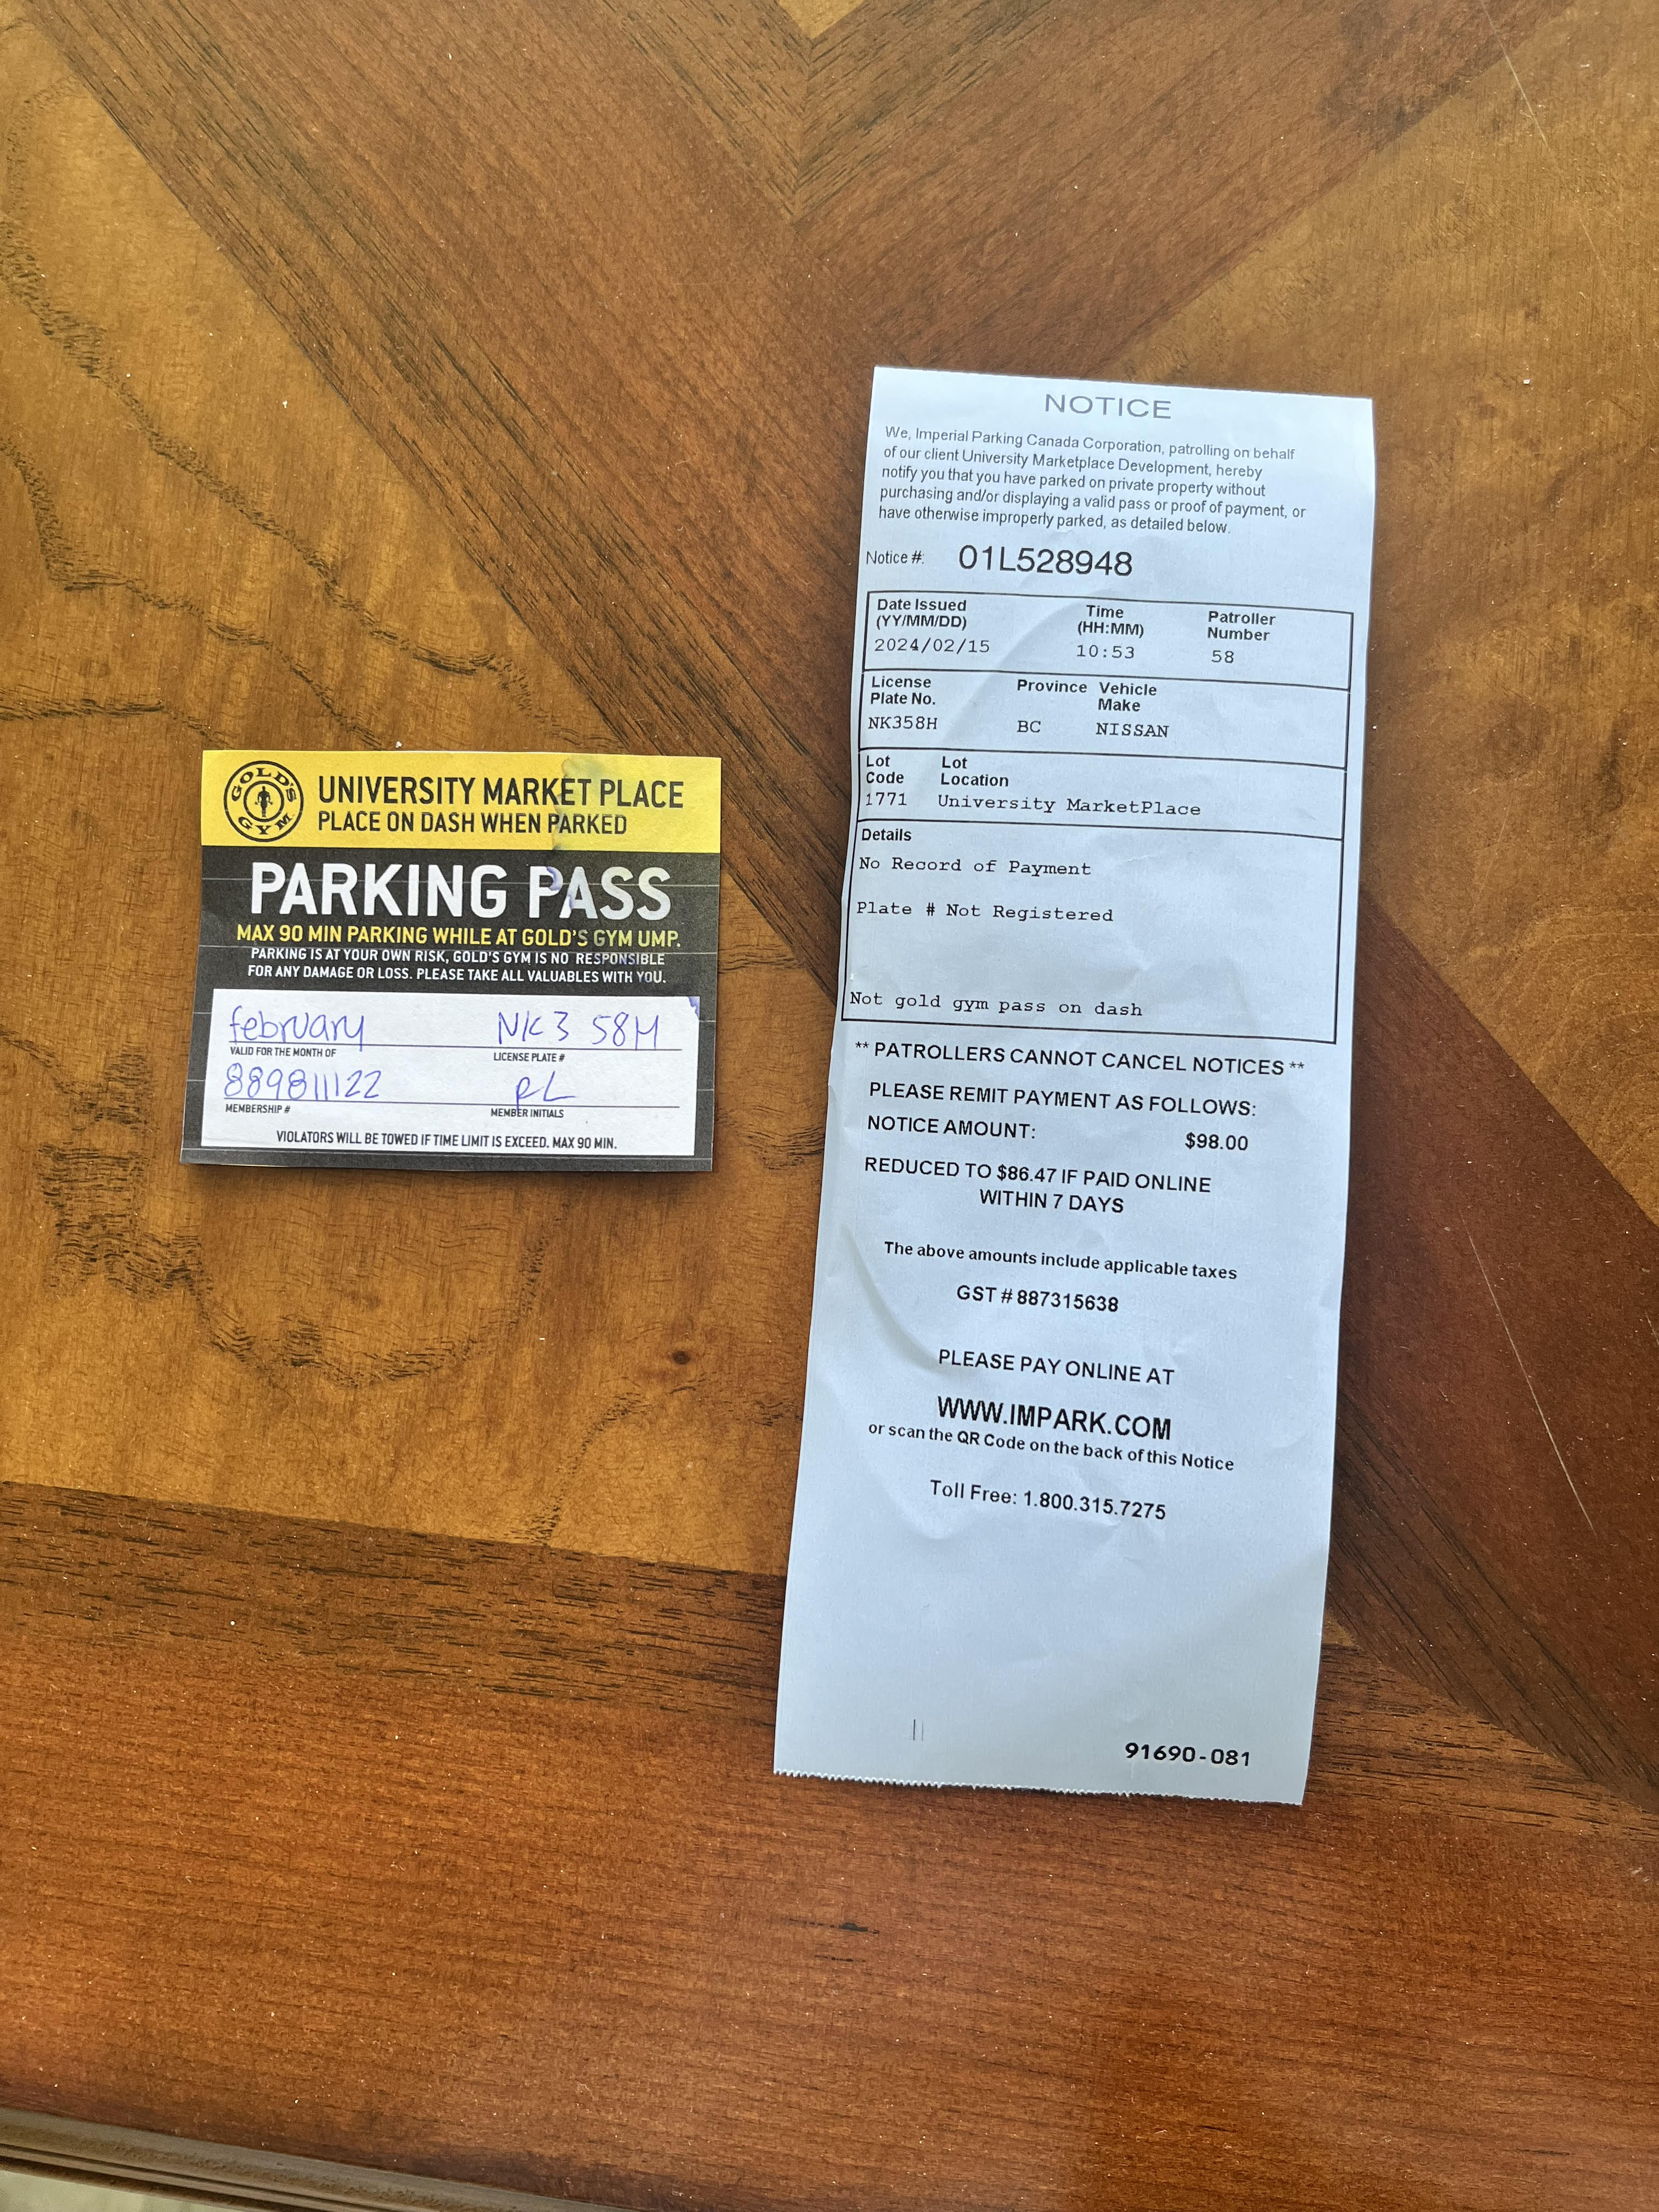 GOLD'S GYM
UNIVERSITY MARKET PLACE
PLACE ON DASH WHEN PARKED
PARKING PASS
MAX 90 MIN PARKING WHILE AT GOLD'S GYM UMP.
PARKING IS AT YOUR OWN RISK, GOLD'S GYM IS NO RESPONSIBLE
FOR ANY DAMAGE OR LOSS. PLEASE TAKE ALL VALUABLES WITH YOU.
february NK3 58H
VALID FOR THE MONTH OF LICENSE PLATE #
889811122 RL
MEMBERSHIP # MEMBER INITIALS
VIOLATORS WILL BE TOWED IF TIME LIMIT IS EXCEED. MAX 90 MIN.
NOTICE
We, Imperial Parking Canada Corporation, patrolling on behalf
of our client University Marketplace Development, hereby
notify you that you have parked on private property without
purchasing and/or displaying a valid pass or proof of payment, or
have otherwise improperly parked, as detailed below.
Notice #: 01L528948
Date Issued Time Patroller
(YY/MM/DD) (HH:MM) Number
2024/02/15 10:53 58
License Province Vehicle
Plate No. Make
NK358H BC NISSAN
Lot Lot
Code Location
1771 University MarketPlace
Details
No Record of Payment
Plate # Not Registered
Not gold gym pass on dash
** PATROLLERS CANNOT CANCEL NOTICES **
PLEASE REMIT PAYMENT AS FOLLOWS:
NOTICE AMOUNT: $98.00
REDUCED TO $86.47 IF PAID ONLINE
WITHIN 7 DAYS
The above amounts include applicable taxes
GST # 887315638
PLEASE PAY ONLINE AT
WWW.IMPARK.COM
or scan the QR Code on the back of this Notice
Toll Free: 1.800.315.7275
91690-081